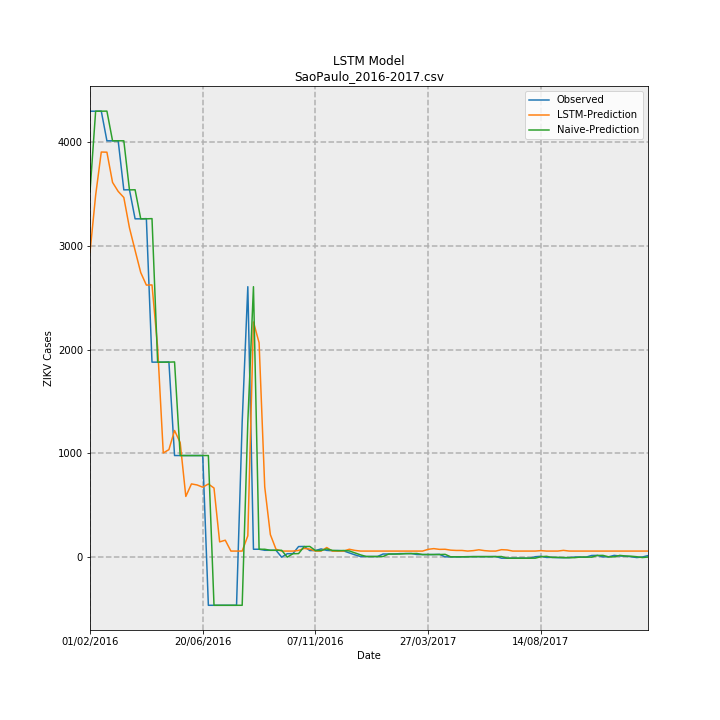 LSTM Model
SaoPaulo_2016-2017.csv
Observed
LSTM-Prediction
Naive-Prediction
4000
3000
2000
1000
0
ZIKV Cases
01/02/2016 20/06/2016 07/11/2016 27/03/2017 14/08/2017
Date